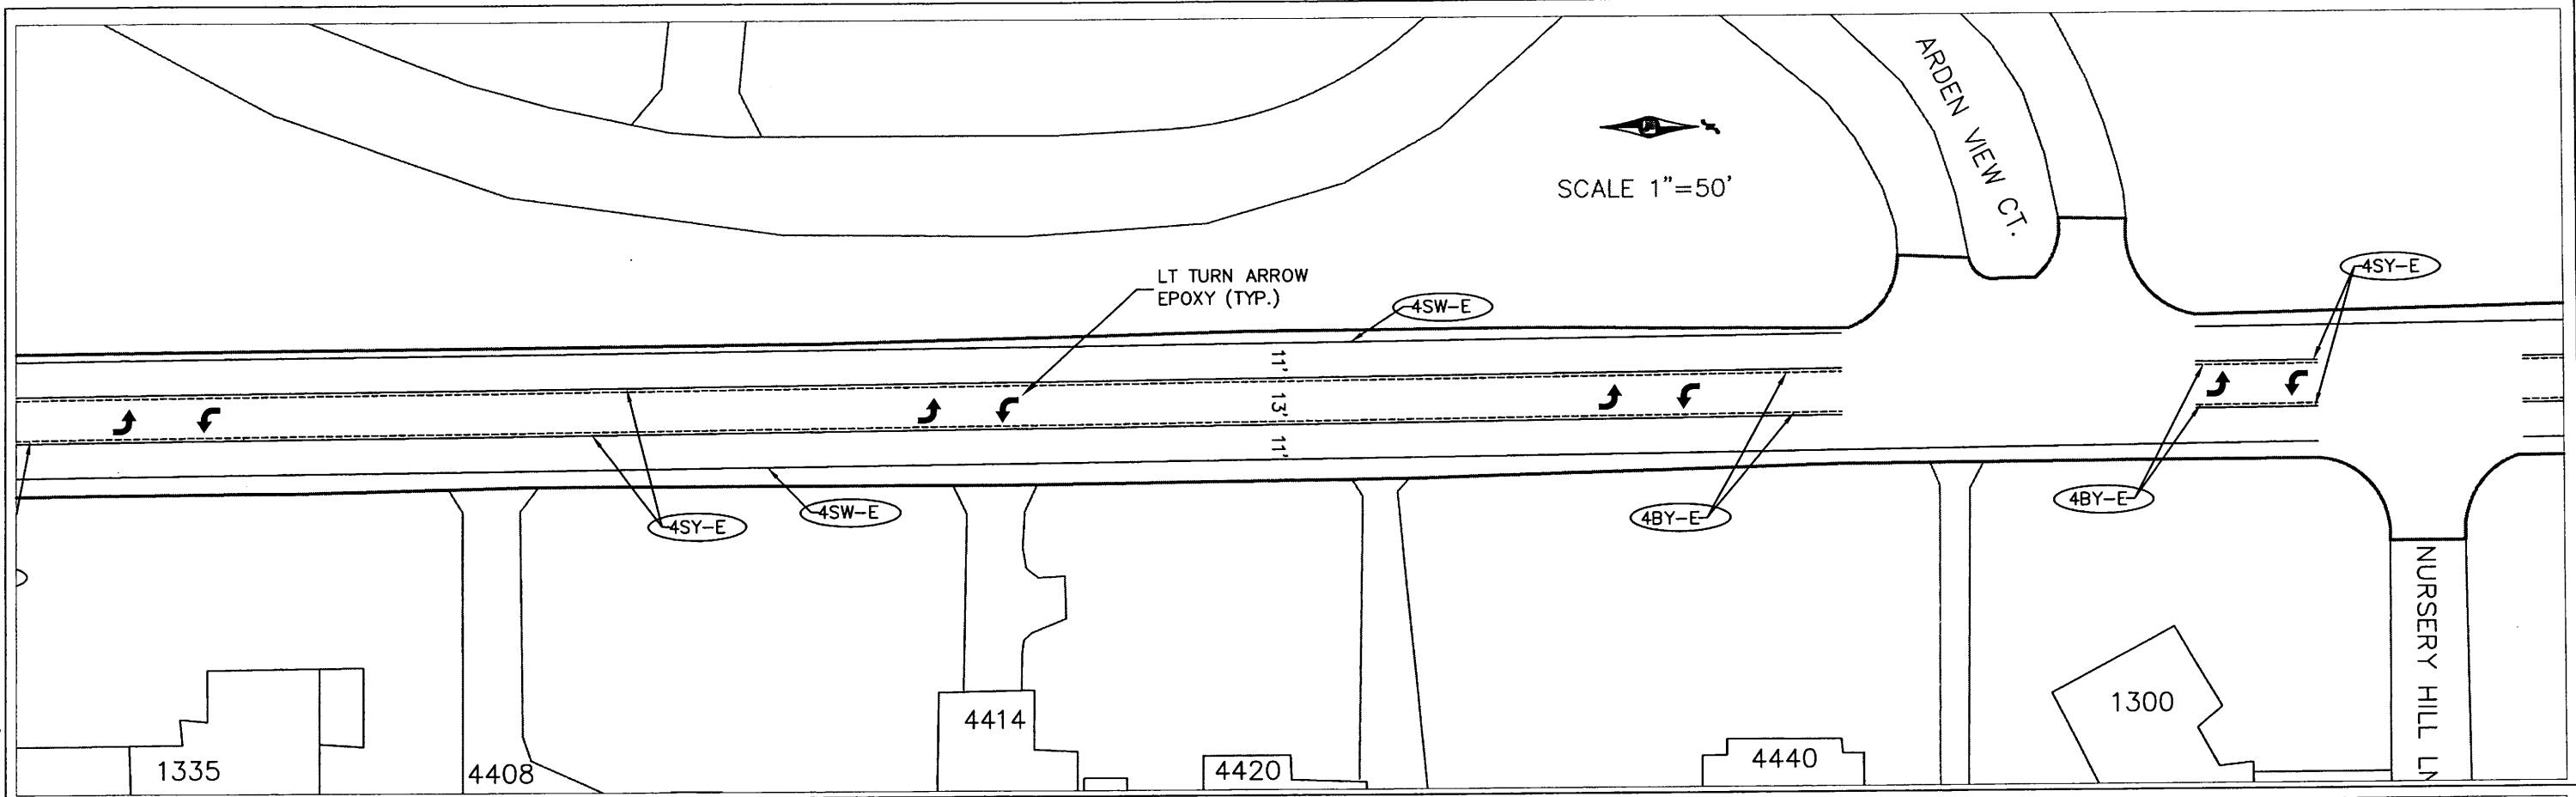 ARDEN VIEW CT.
SCALE 1"=50'
LT TURN ARROW
EPOXY (TYP.)
4SW-E
4SY-E
11'
13'
11'
4SY-E
4SW-E
4BY-E
4BY-E
NURSERY HILL LN
1335
4408
4414
4420
4440
1300